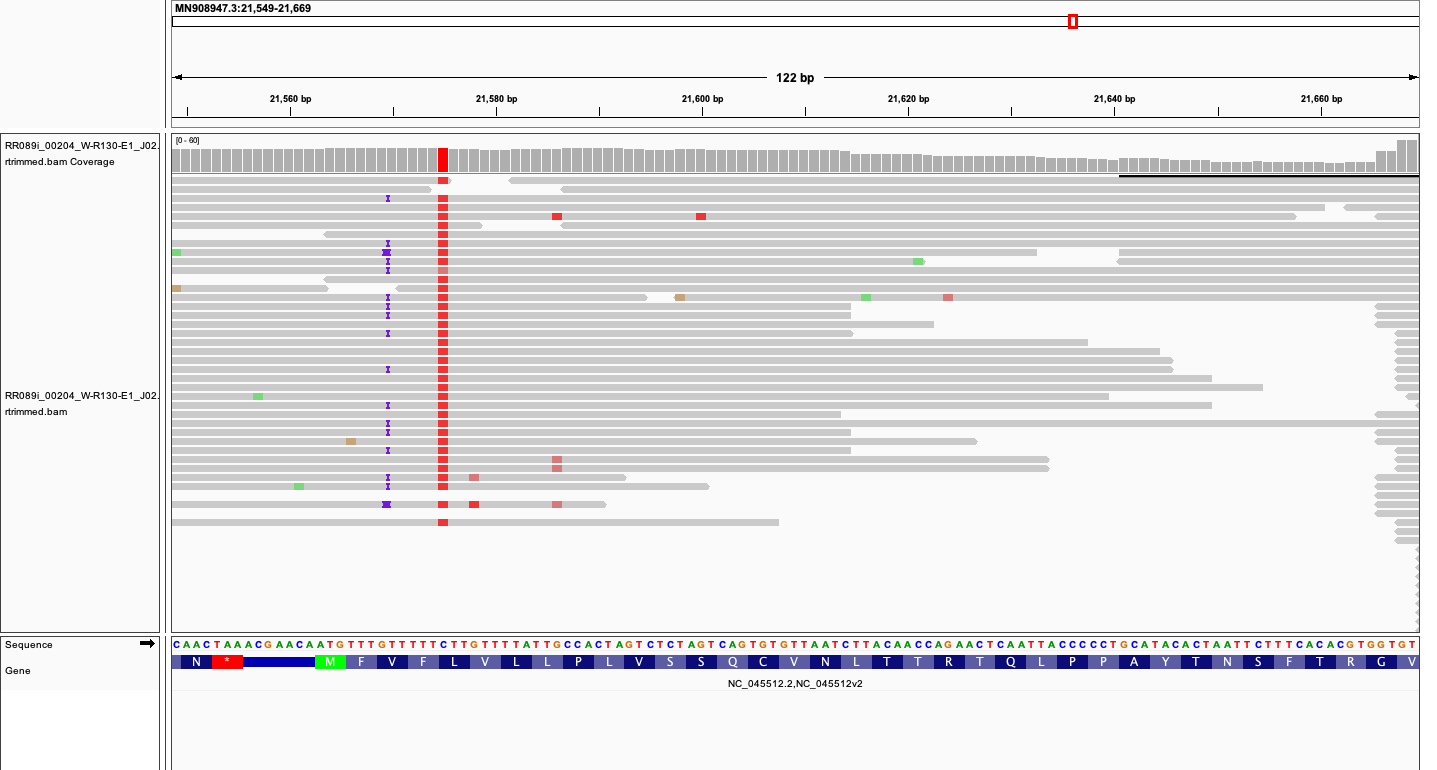 MN908947.3:21,549-21,669
122 bp
21,560 bp 21,580 bp 21,600 bp 21,620 bp 21,640 bp 21,660 bp
RR089i_00204_W-R130-E1_J02.
rtrimmed.bam Coverage
[0 - 60]
RR089i_00204_W-R130-E1_J02.
rtrimmed.bam
Sequence
C A A C T A A A C G A A C A A T G T T T G T T T T T C T T G T T T T A T T G C C A C T A G T C T C T A G T C A G T G T G T T A A T C T T A C A A C C A G A A C T C A A T T A C C C C C T G C A T A C A C T A A T T C T T T C A C A C G T G G T G T
Gene
N * M F V F L V L L P L V S S Q C V N L T T R T Q L P P A Y T N S F T R G V
NC_045512.2,NC_045512v2